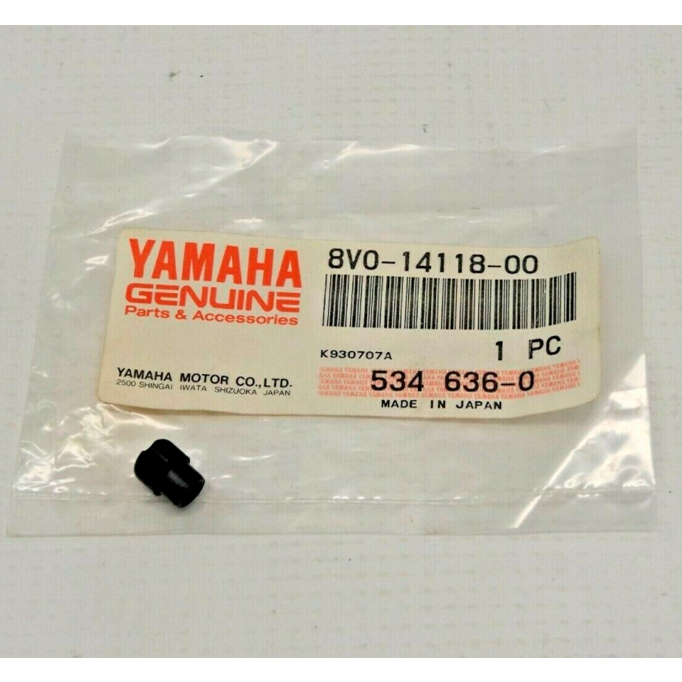 YAMAHA
GENUINE
Parts & Accessories
YAMAHA MOTOR CO.,LTD.
2500 SHINGAI IWATA SHIZUOKA JAPAN
8V0-14118-00
K930707A
1 PC
534 636-0
MADE IN JAPAN